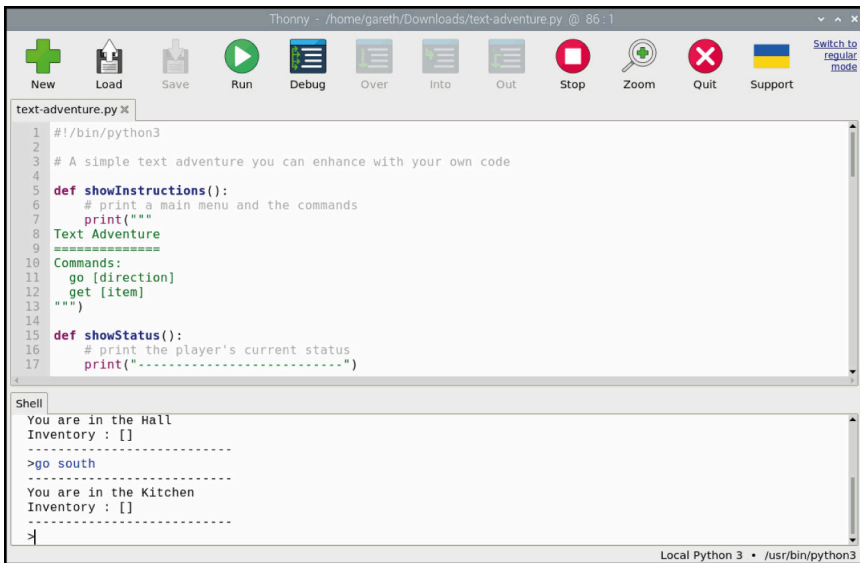 Thonny - /home/gareth/Downloads/text-adventure.py @ 86:1
Switch to
regular
mode
New Load Save Run Debug Over Into Out Stop Zoom Quit Support
text-adventure.py
1 #!/bin/python3
2
3 # A simple text adventure you can enhance with your own code
4
5 def showInstructions():
6     # print a main menu and the commands
7     print("""
8 Text Adventure
9 ==============
10 Commands:
11   go [direction]
12   get [item]
13 """)
14
15 def showStatus():
16     # print the player's current status
17     print("---------------------------")
Shell
You are in the Hall
Inventory : []
---------------------------
>go south
---------------------------
You are in the Kitchen
Inventory : []
---------------------------
>
Local Python 3 • /usr/bin/python3